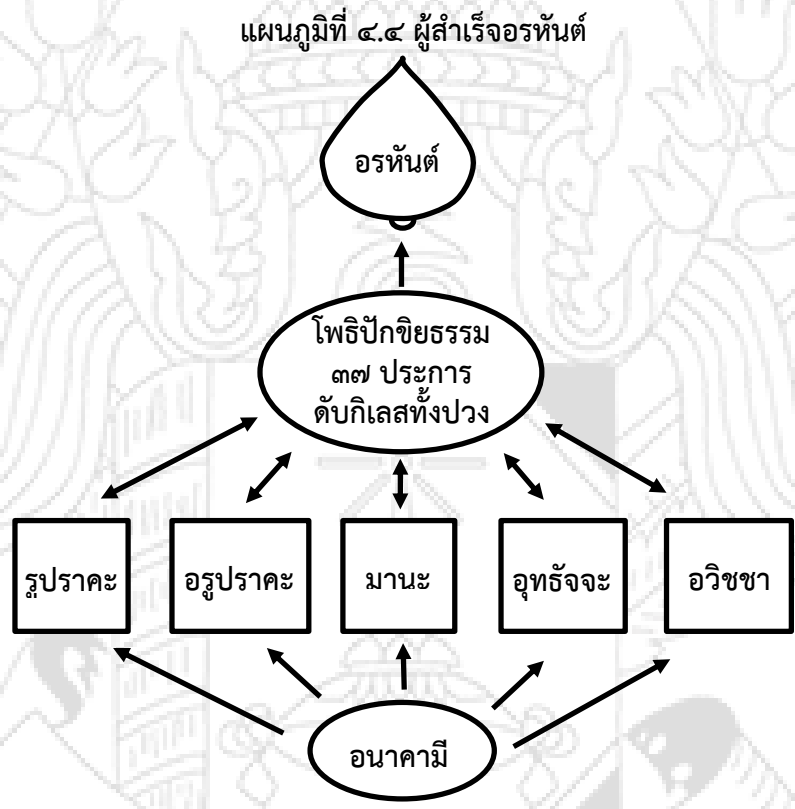 แผนภูมิที่ ๔.๔ ผู้สำเร็จอรหันต์
อรหันต์
โพธิปักขิยธรรม
๓๗ ประการ
ดับกิเลสทั้งปวง
รูปราคะ
อรูปราคะ
มานะ
อุทธัจจะ
อวิชชา
อนาคามี